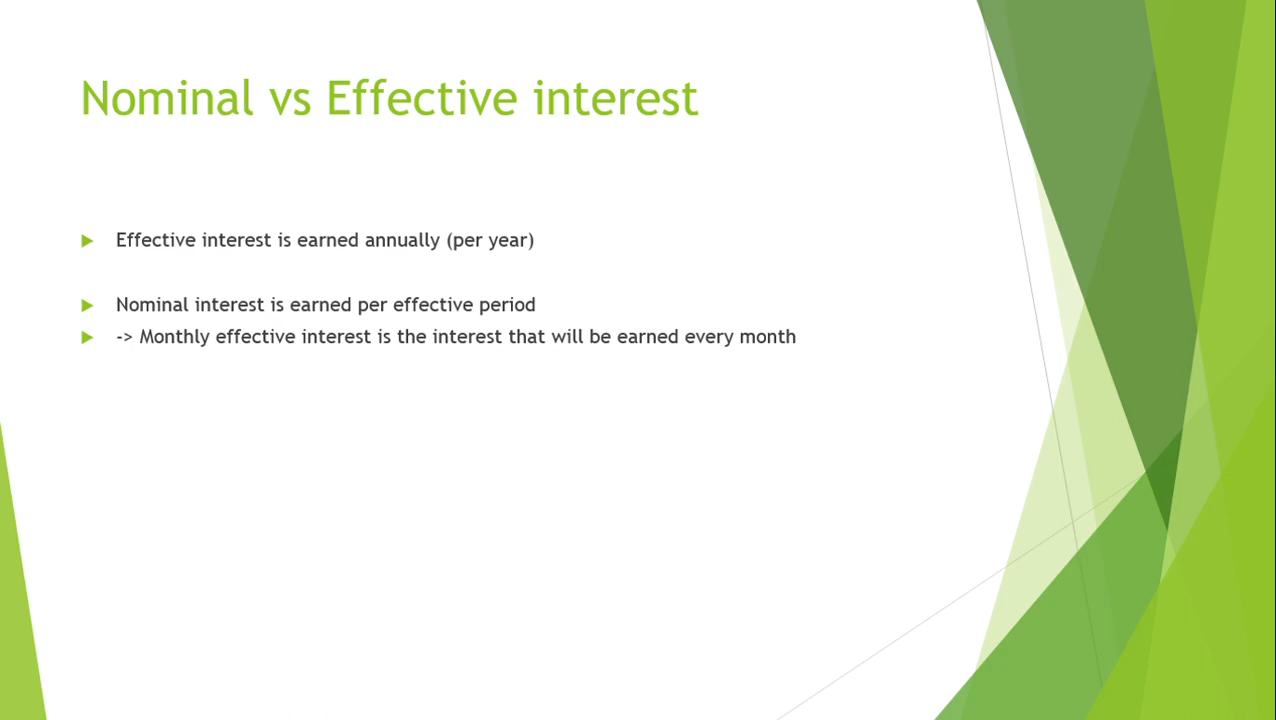 Nominal vs Effective interest
Effective interest is earned annually (per year)
Nominal interest is earned per effective period
-> Monthly effective interest is the interest that will be earned every month